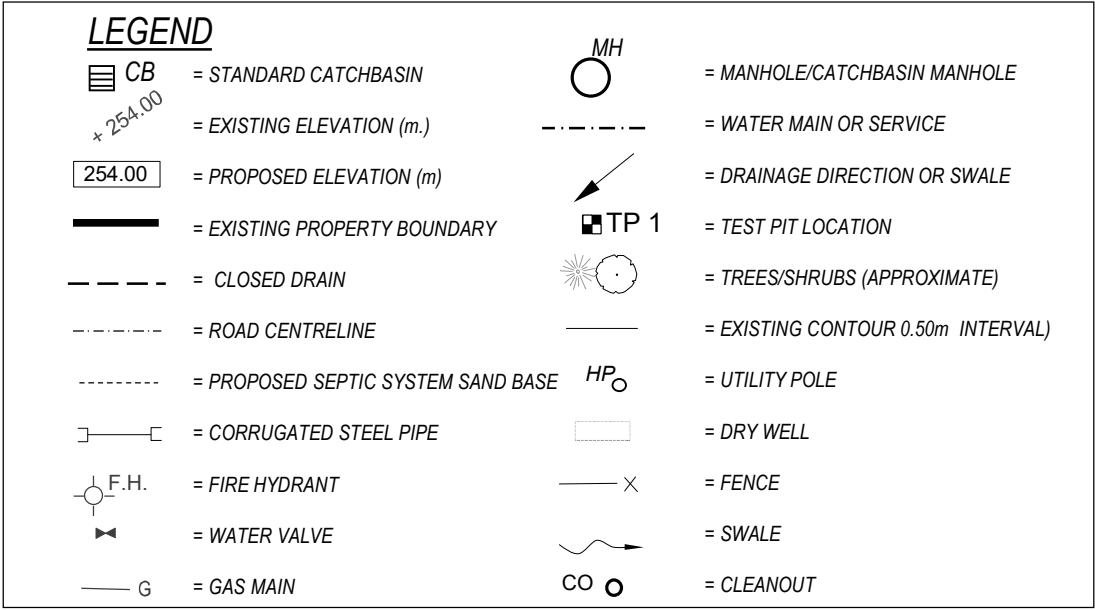 LEGEND
CB = STANDARD CATCHBASIN
+ 254.00 = EXISTING ELEVATION (m.)
254.00 = PROPOSED ELEVATION (m)
= EXISTING PROPERTY BOUNDARY
= CLOSED DRAIN
= ROAD CENTRELINE
= PROPOSED SEPTIC SYSTEM SAND BASE
= CORRUGATED STEEL PIPE
F.H. = FIRE HYDRANT
= WATER VALVE
G = GAS MAIN
MH = MANHOLE/CATCHBASIN MANHOLE
= WATER MAIN OR SERVICE
= DRAINAGE DIRECTION OR SWALE
TP 1 = TEST PIT LOCATION
= TREES/SHRUBS (APPROXIMATE)
= EXISTING CONTOUR 0.50m INTERVAL)
HP = UTILITY POLE
= DRY WELL
X = FENCE
= SWALE
CO = CLEANOUT